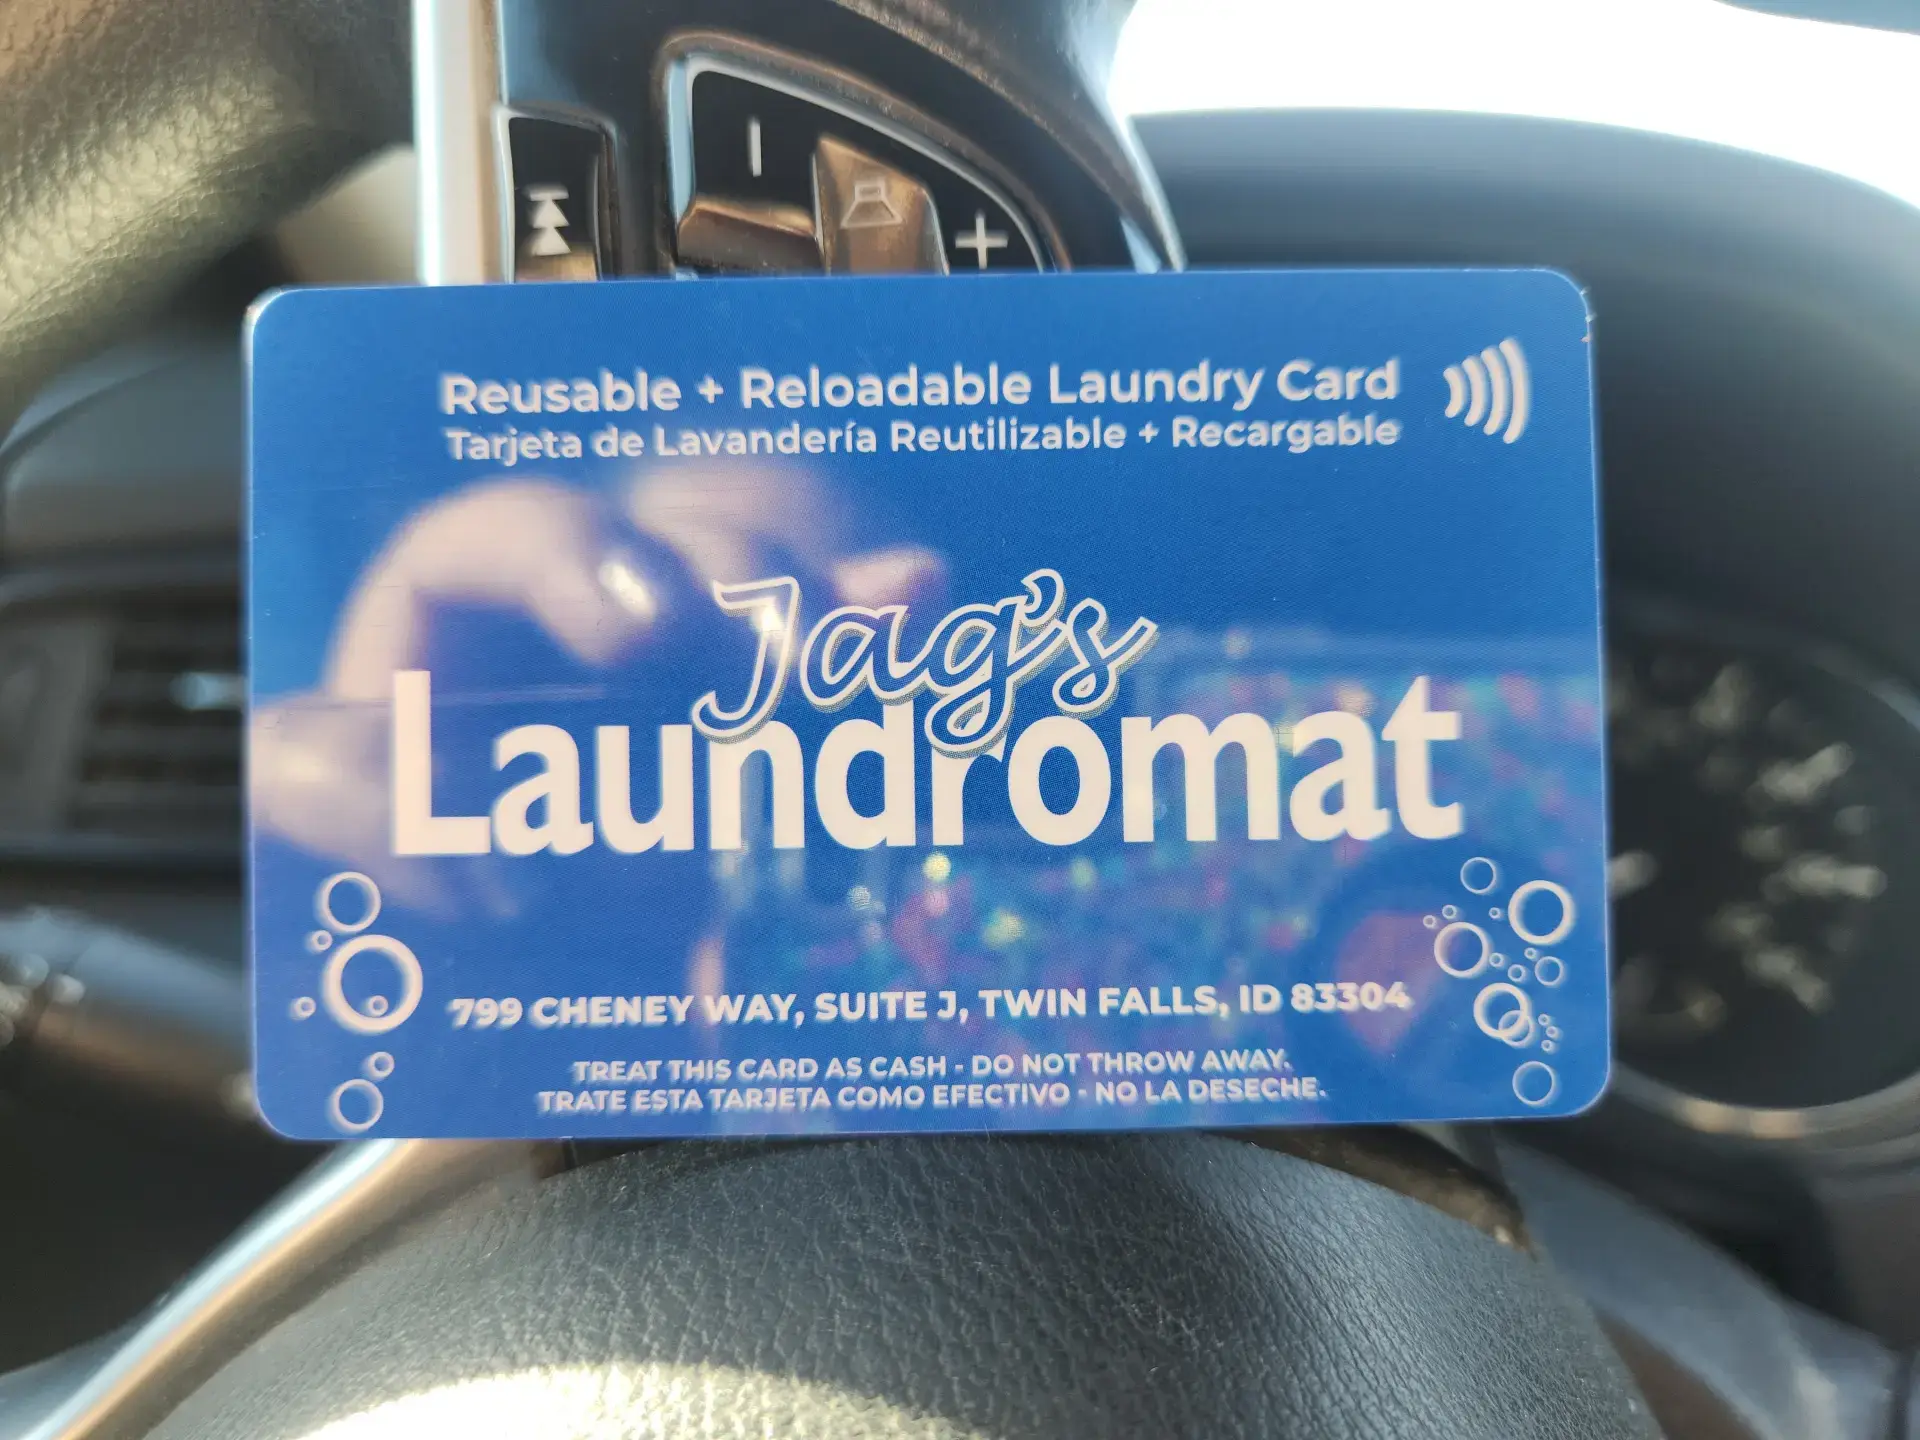 Reusable + Reloadable Laundry Card
Tarjeta de Lavandería Reutilizable + Recargable
Jag's
Laundromat
799 CHENEY WAY, SUITE J, TWIN FALLS, ID 83304
TREAT THIS CARD AS CASH - DO NOT THROW AWAY.
TRATE ESTA TARJETA COMO EFECTIVO - NO LA DESECHE.